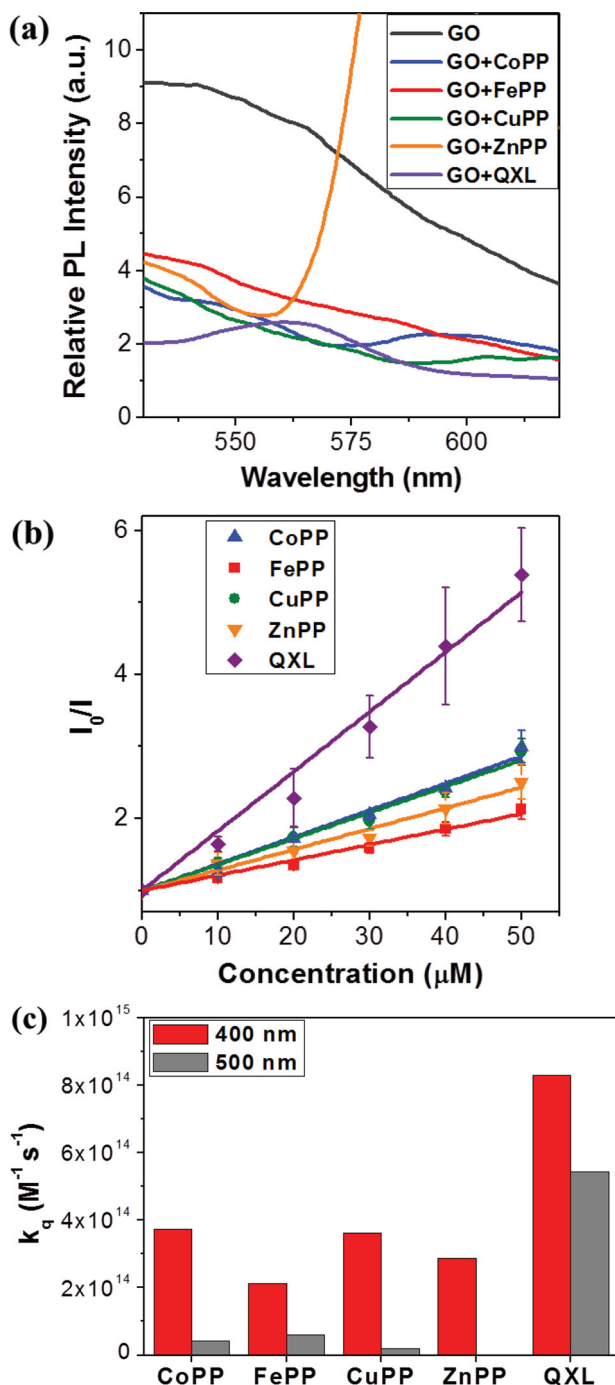 (a)
Relative PL Intensity (a.u.)
10
8
6
4
2
0
GO
GO+CoPP
GO+FePP
GO+CuPP
GO+ZnPP
GO+QXL
550
575
600
Wavelength (nm)
(b)
I0/I
6
4
2
CoPP
FePP
CuPP
ZnPP
QXL
0
10
20
30
40
50
Concentration (μM)
(c)
kq (M-1 s-1)
1x10^15
8x10^14
6x10^14
4x10^14
2x10^14
0
400 nm
500 nm
CoPP
FePP
CuPP
ZnPP
QXL